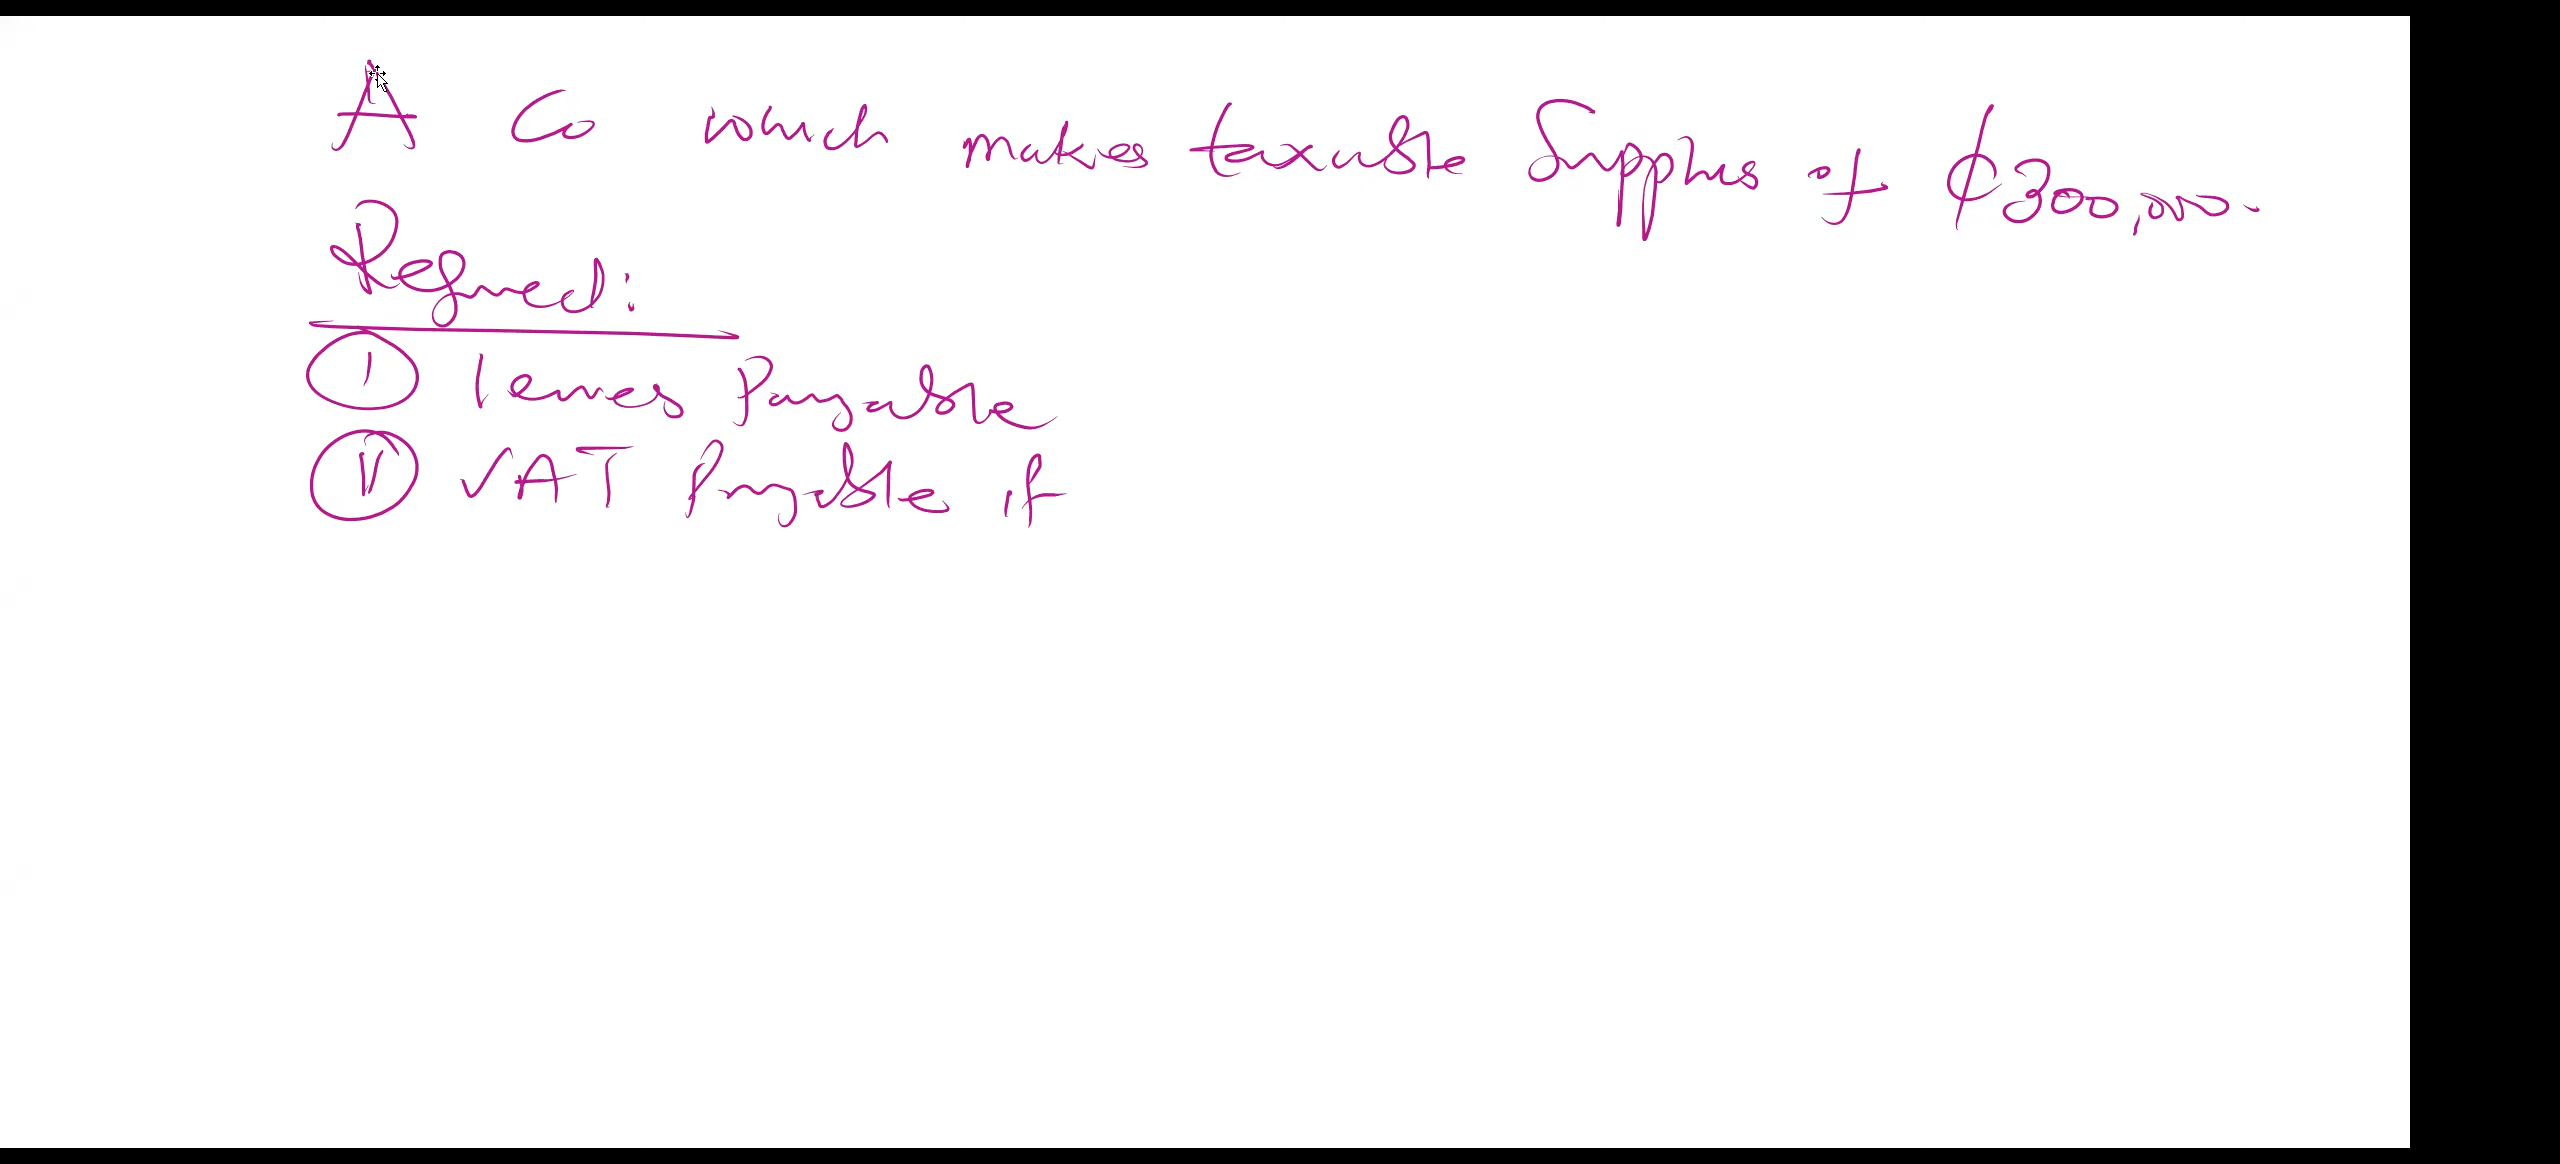 A Co which makes taxable Supplies of ₵300,000.
Required:
I levies Payable
II VAT Payable if